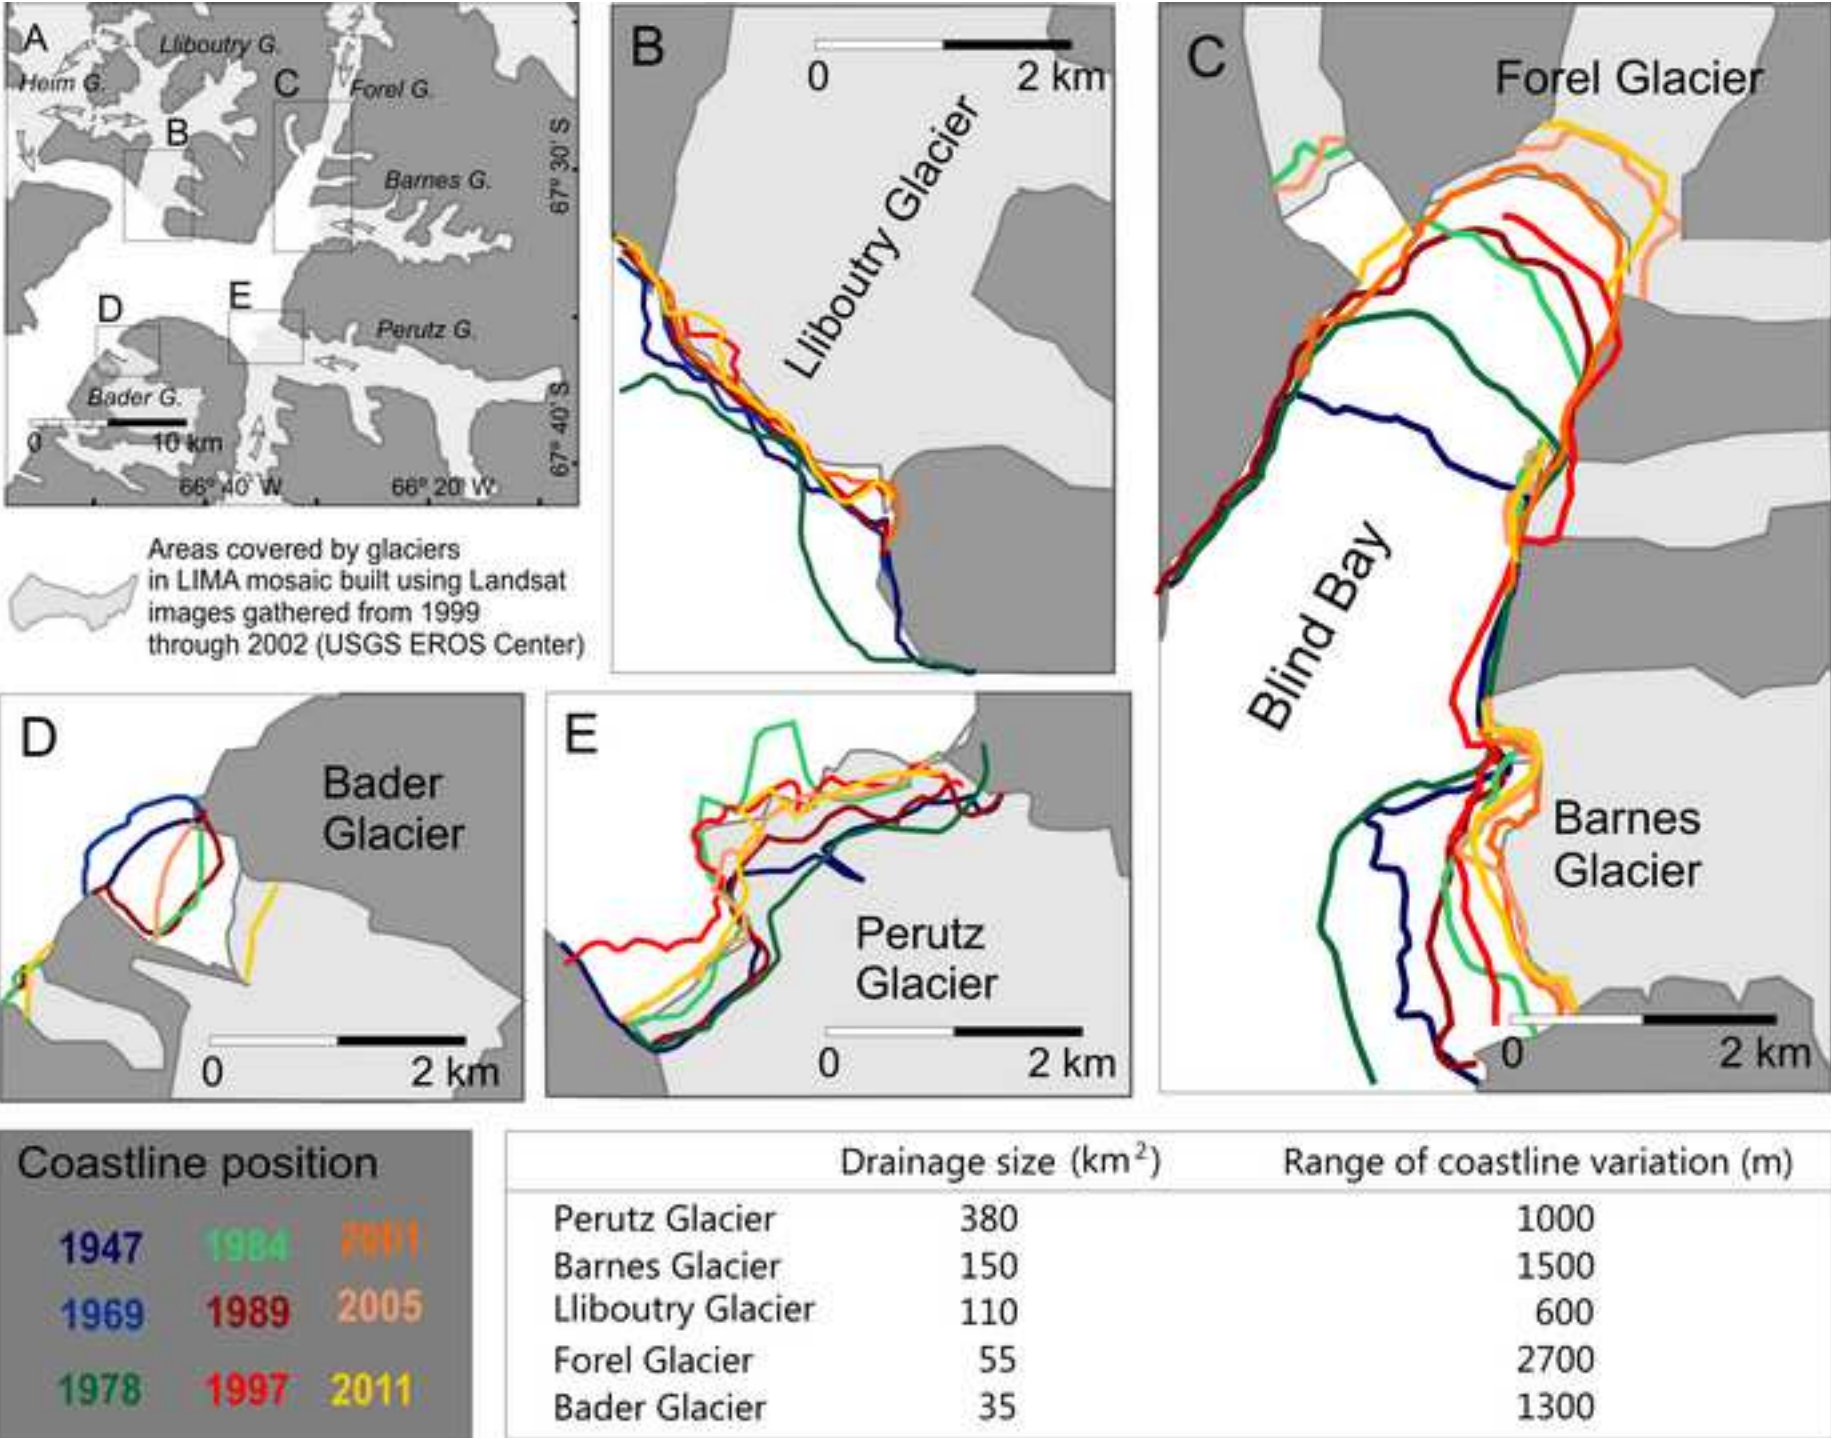 A
Lliboutry G.
Heim G.
C
Forel G.
B
Barnes G.
67º 30' S
D
E
Perutz G.
Bader G.
0 10 km
67º 40' S
66º 40' W 66º 20' W
Areas covered by glaciers
in LIMA mosaic built using Landsat
images gathered from 1999
through 2002 (USGS EROS Center)
B
0 2 km
Lliboutry Glacier
C
Forel Glacier
Blind Bay
Barnes
Glacier
0 2 km
D
Bader
Glacier
0 2 km
E
Perutz
Glacier
0 2 km
Coastline position
1947 1984 2001
1969 1989 2005
1978 1997 2011
Drainage size (km²) Range of coastline variation (m)
Perutz Glacier 380 1000
Barnes Glacier 150 1500
Lliboutry Glacier 110 600
Forel Glacier 55 2700
Bader Glacier 35 1300